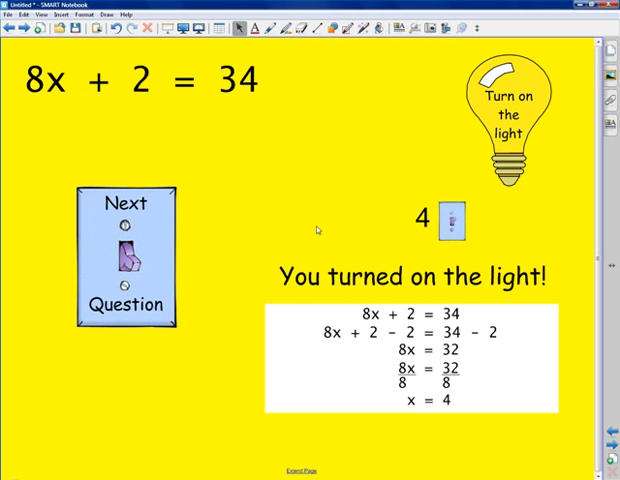 Untitled * - SMART Notebook
File Edit View Insert Format Draw Help
8x + 2 = 34
Turn on
the
light
Next
Question
4
You turned on the light!
8x + 2 = 34
8x + 2 - 2 = 34 - 2
8x = 32
8x = 32
8 8
x = 4
Extend Page